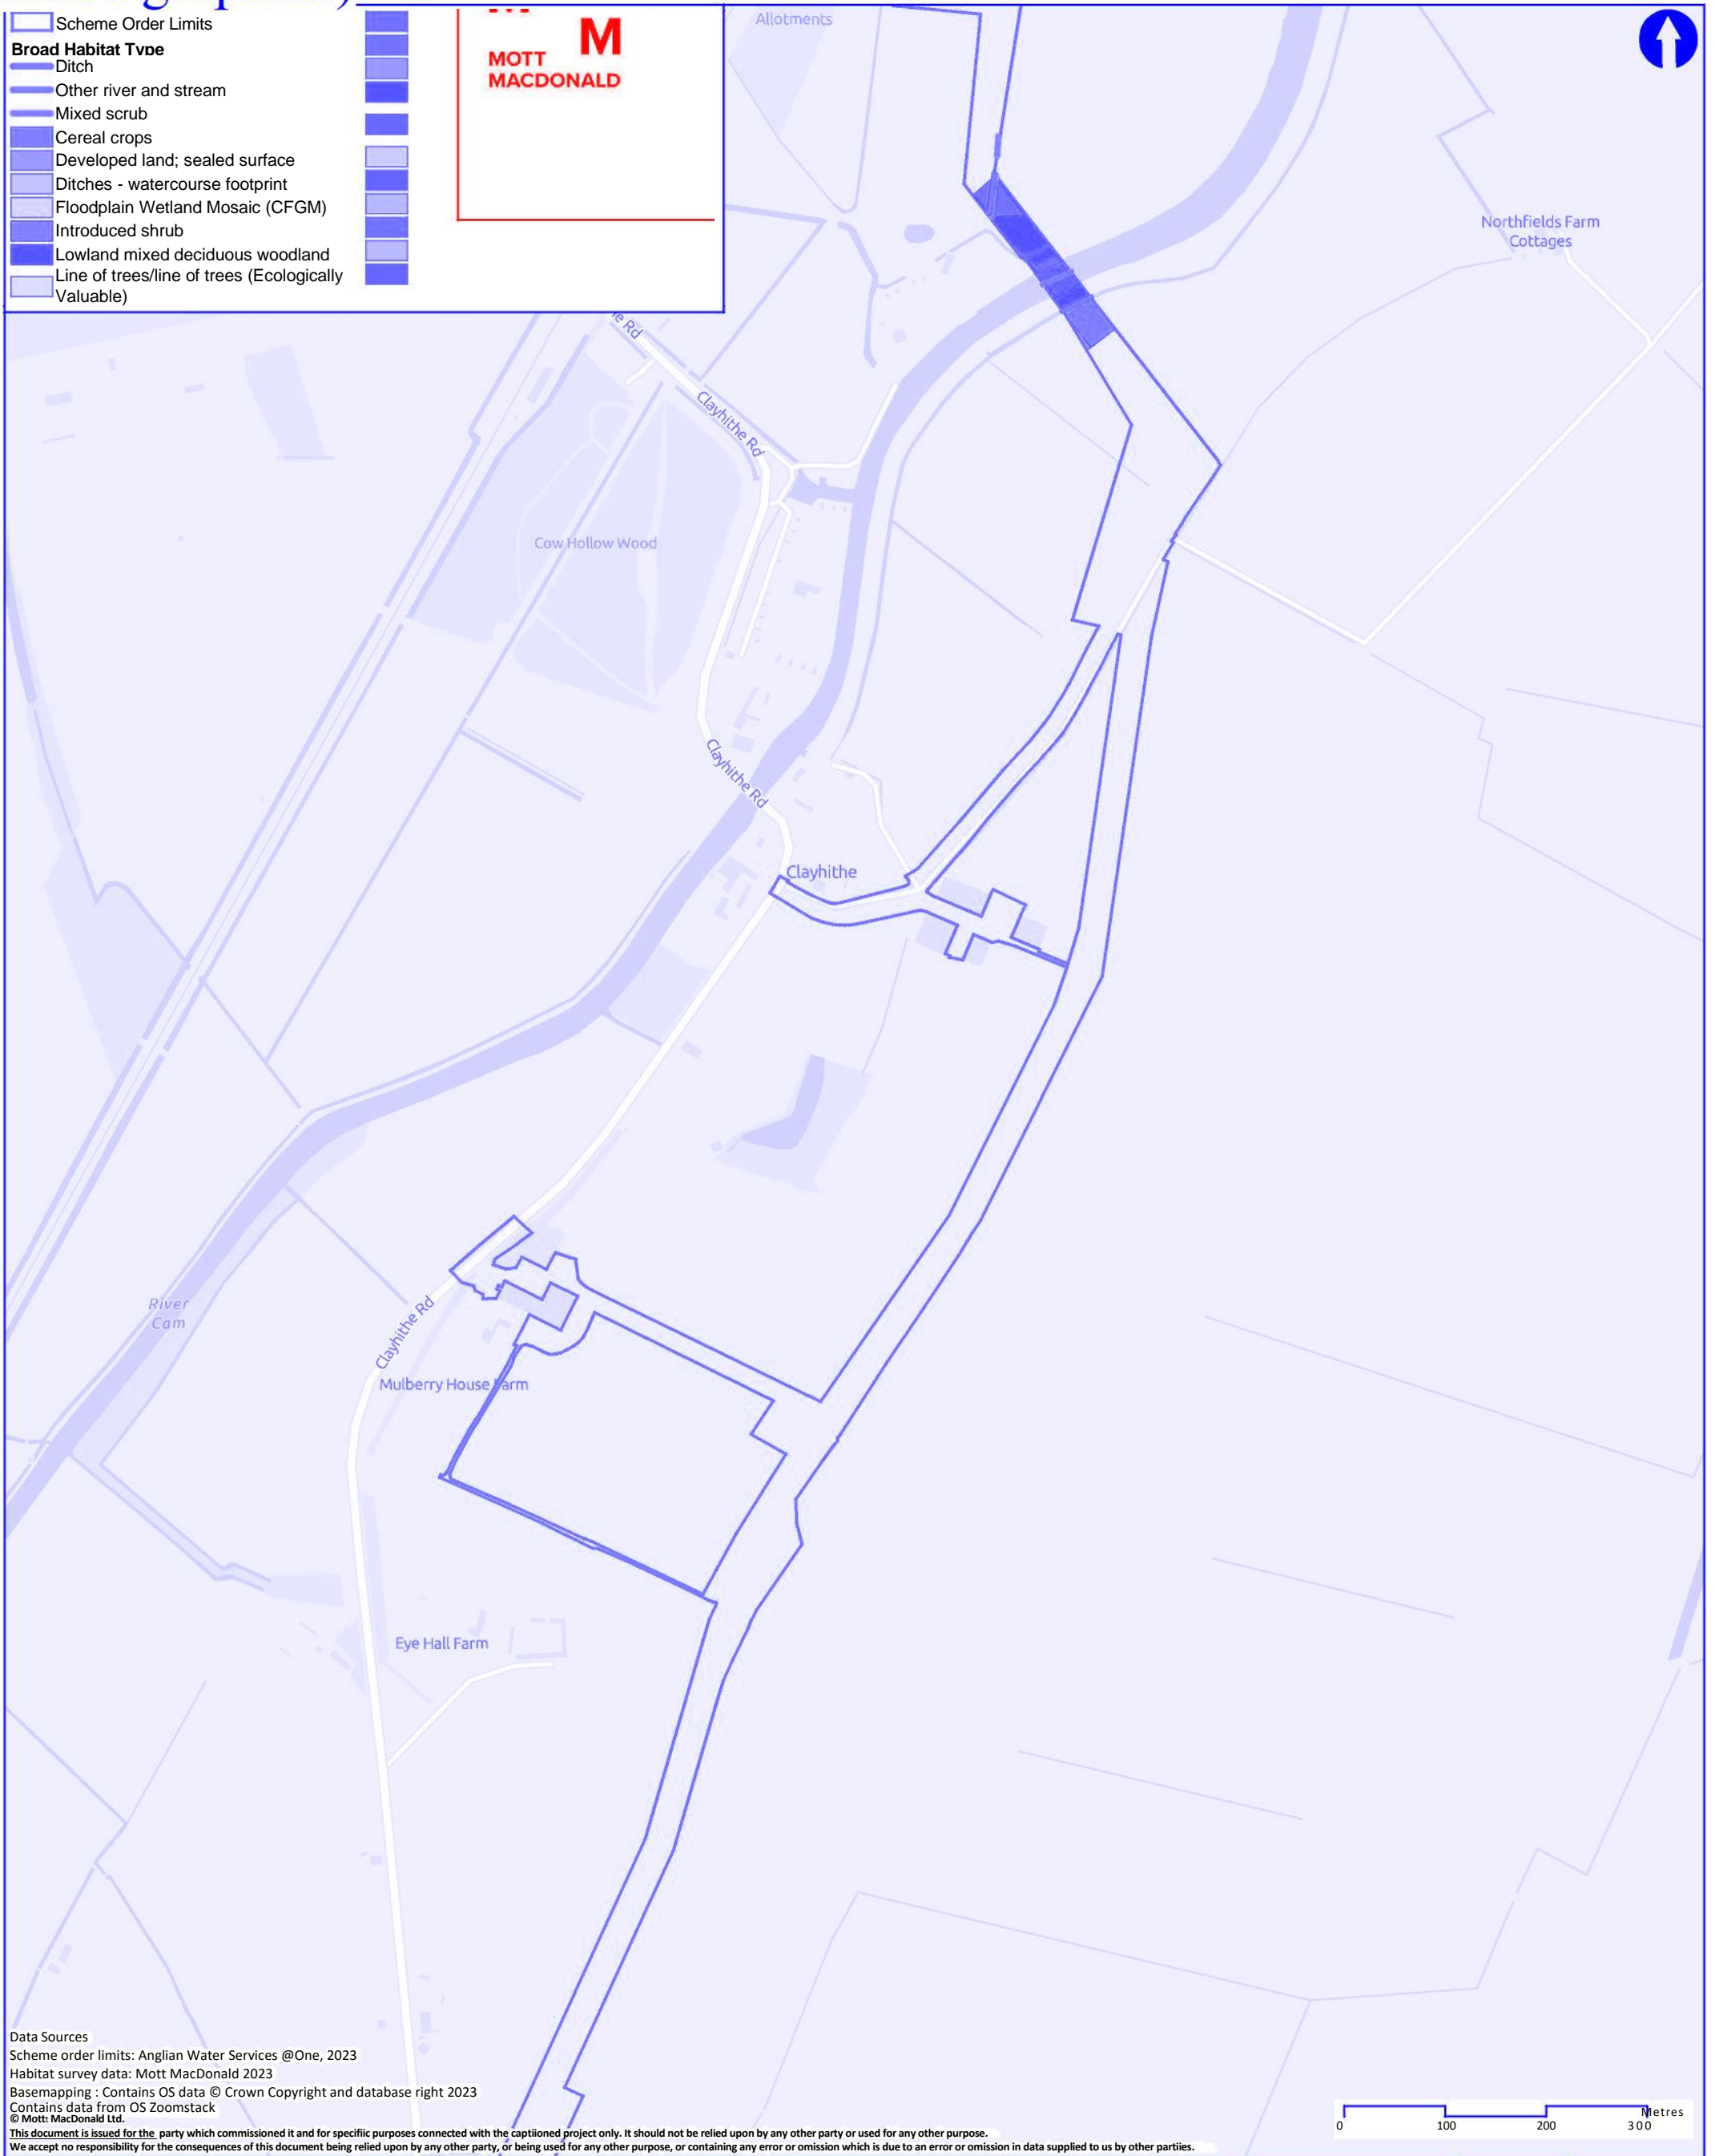 Scheme Order Limits
Broad Habitat Type
Ditch
Other river and stream
Mixed scrub
Cereal crops
Developed land; sealed surface
Ditches - watercourse footprint
Floodplain Wetland Mosaic (CFGM)
Introduced shrub
Lowland mixed deciduous woodland
Line of trees/line of trees (Ecologically
Valuable)
M
MOTT
MACDONALD
Allotments
Northfields Farm
Cottages
Rd
Clayhithe Rd
Cow Hollow Wood
Clayhithe Rd
Clayhithe
River
Cam
Clayhithe Rd
Mulberry House Farm
Eye Hall Farm
Data Sources
Scheme order limits: Anglian Water Services @One, 2023
Habitat survey data: Mott MacDonald 2023
Basemapping : Contains OS data © Crown Copyright and database right 2023
Contains data from OS Zoomstack
© Mott MacDonald Ltd.
This document is issued for the party which commissioned it and for specific purposes connected with the captiioned project only. It should not be relied upon by any other party or used for any other purpose.
We accept no responsibility for the consequences of this document being relied upon by any other party, or being used for any other purpose, or containing any error or omission which is due to an error or omission in data supplied to us by other partiies.
Metres
0 100 200 300